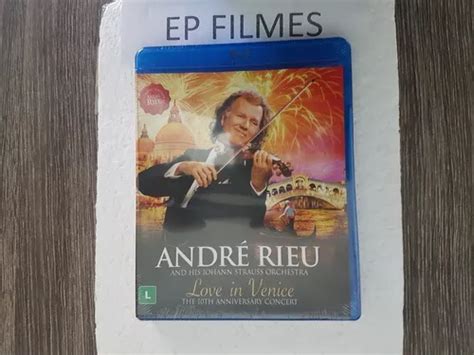 EP FILMES
ANDRÉ RIEU
AND HIS JOHANN STRAUSS ORCHESTRA
Love in Venice
THE 10TH ANNIVERSARY CONCERT
L